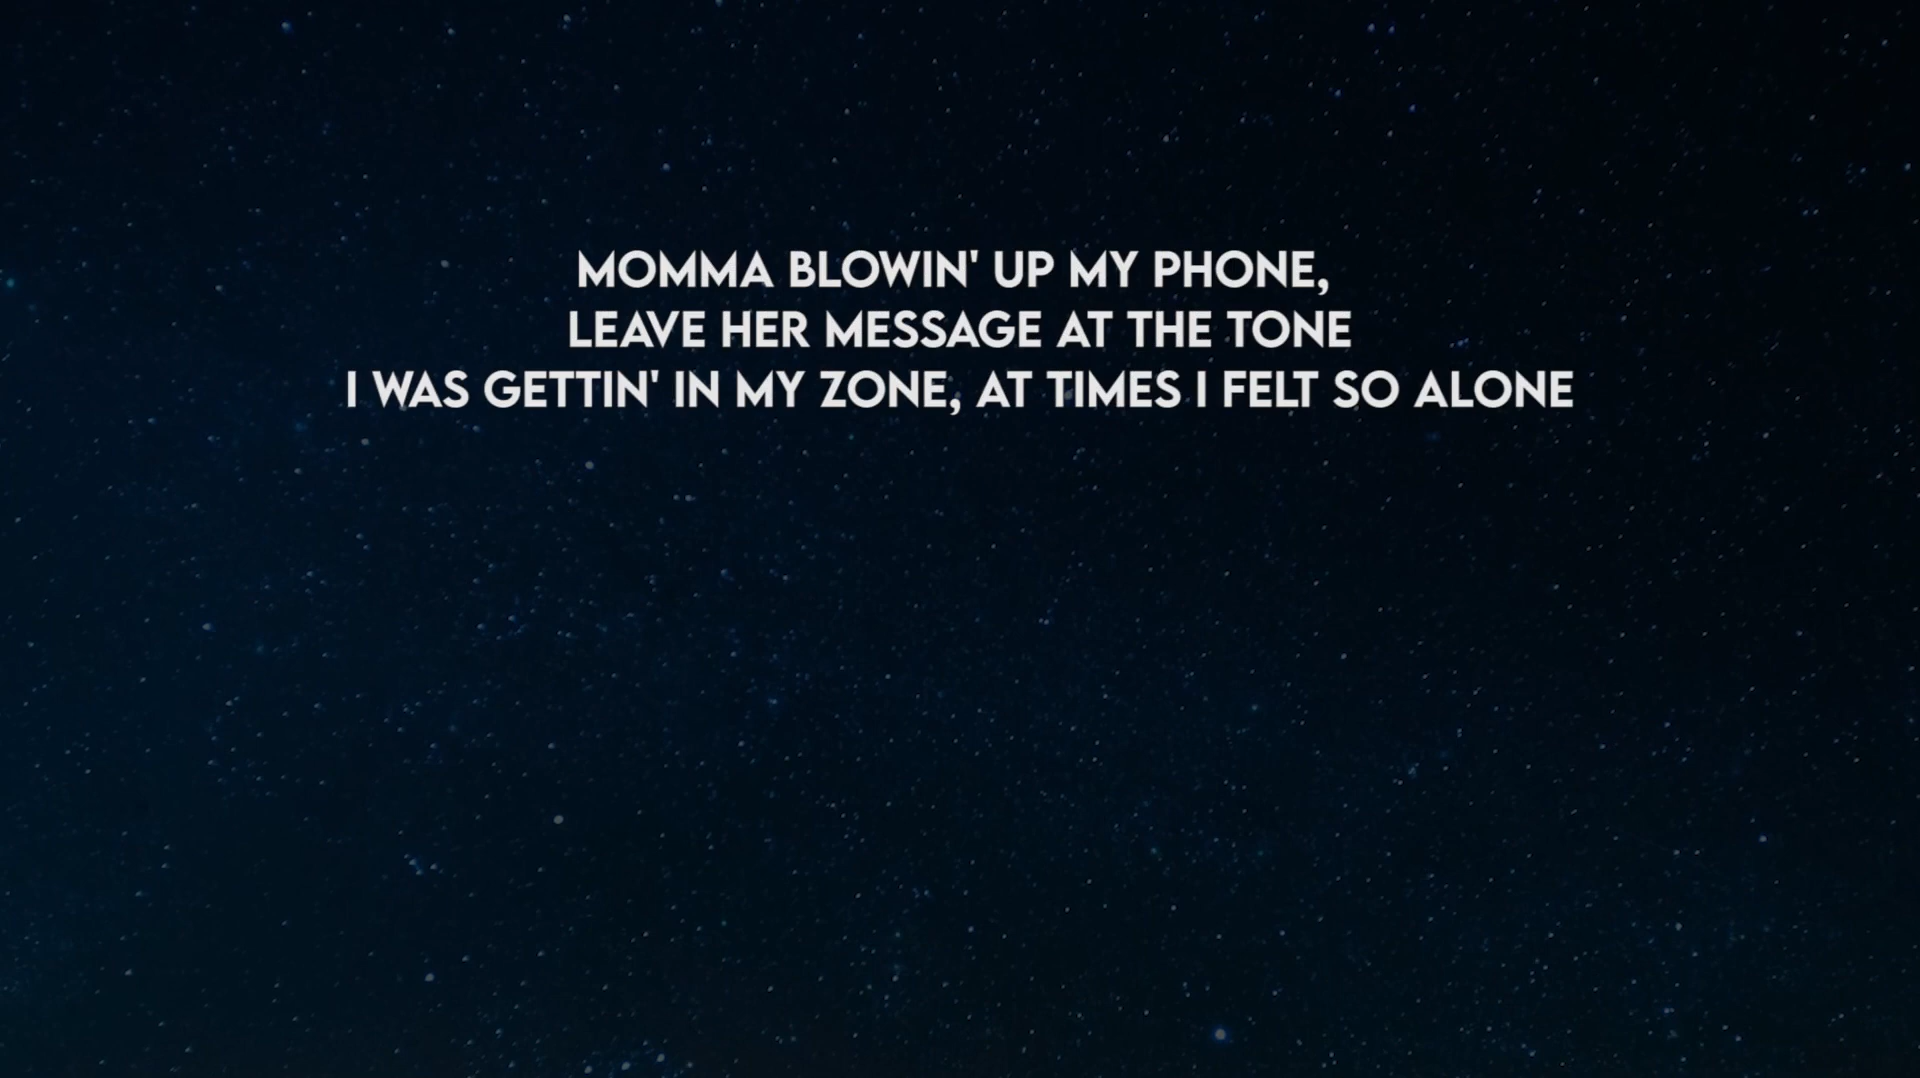 MOMMA BLOWIN' UP MY PHONE,
LEAVE HER MESSAGE AT THE TONE
I WAS GETTIN' IN MY ZONE, AT TIMES I FELT SO ALONE